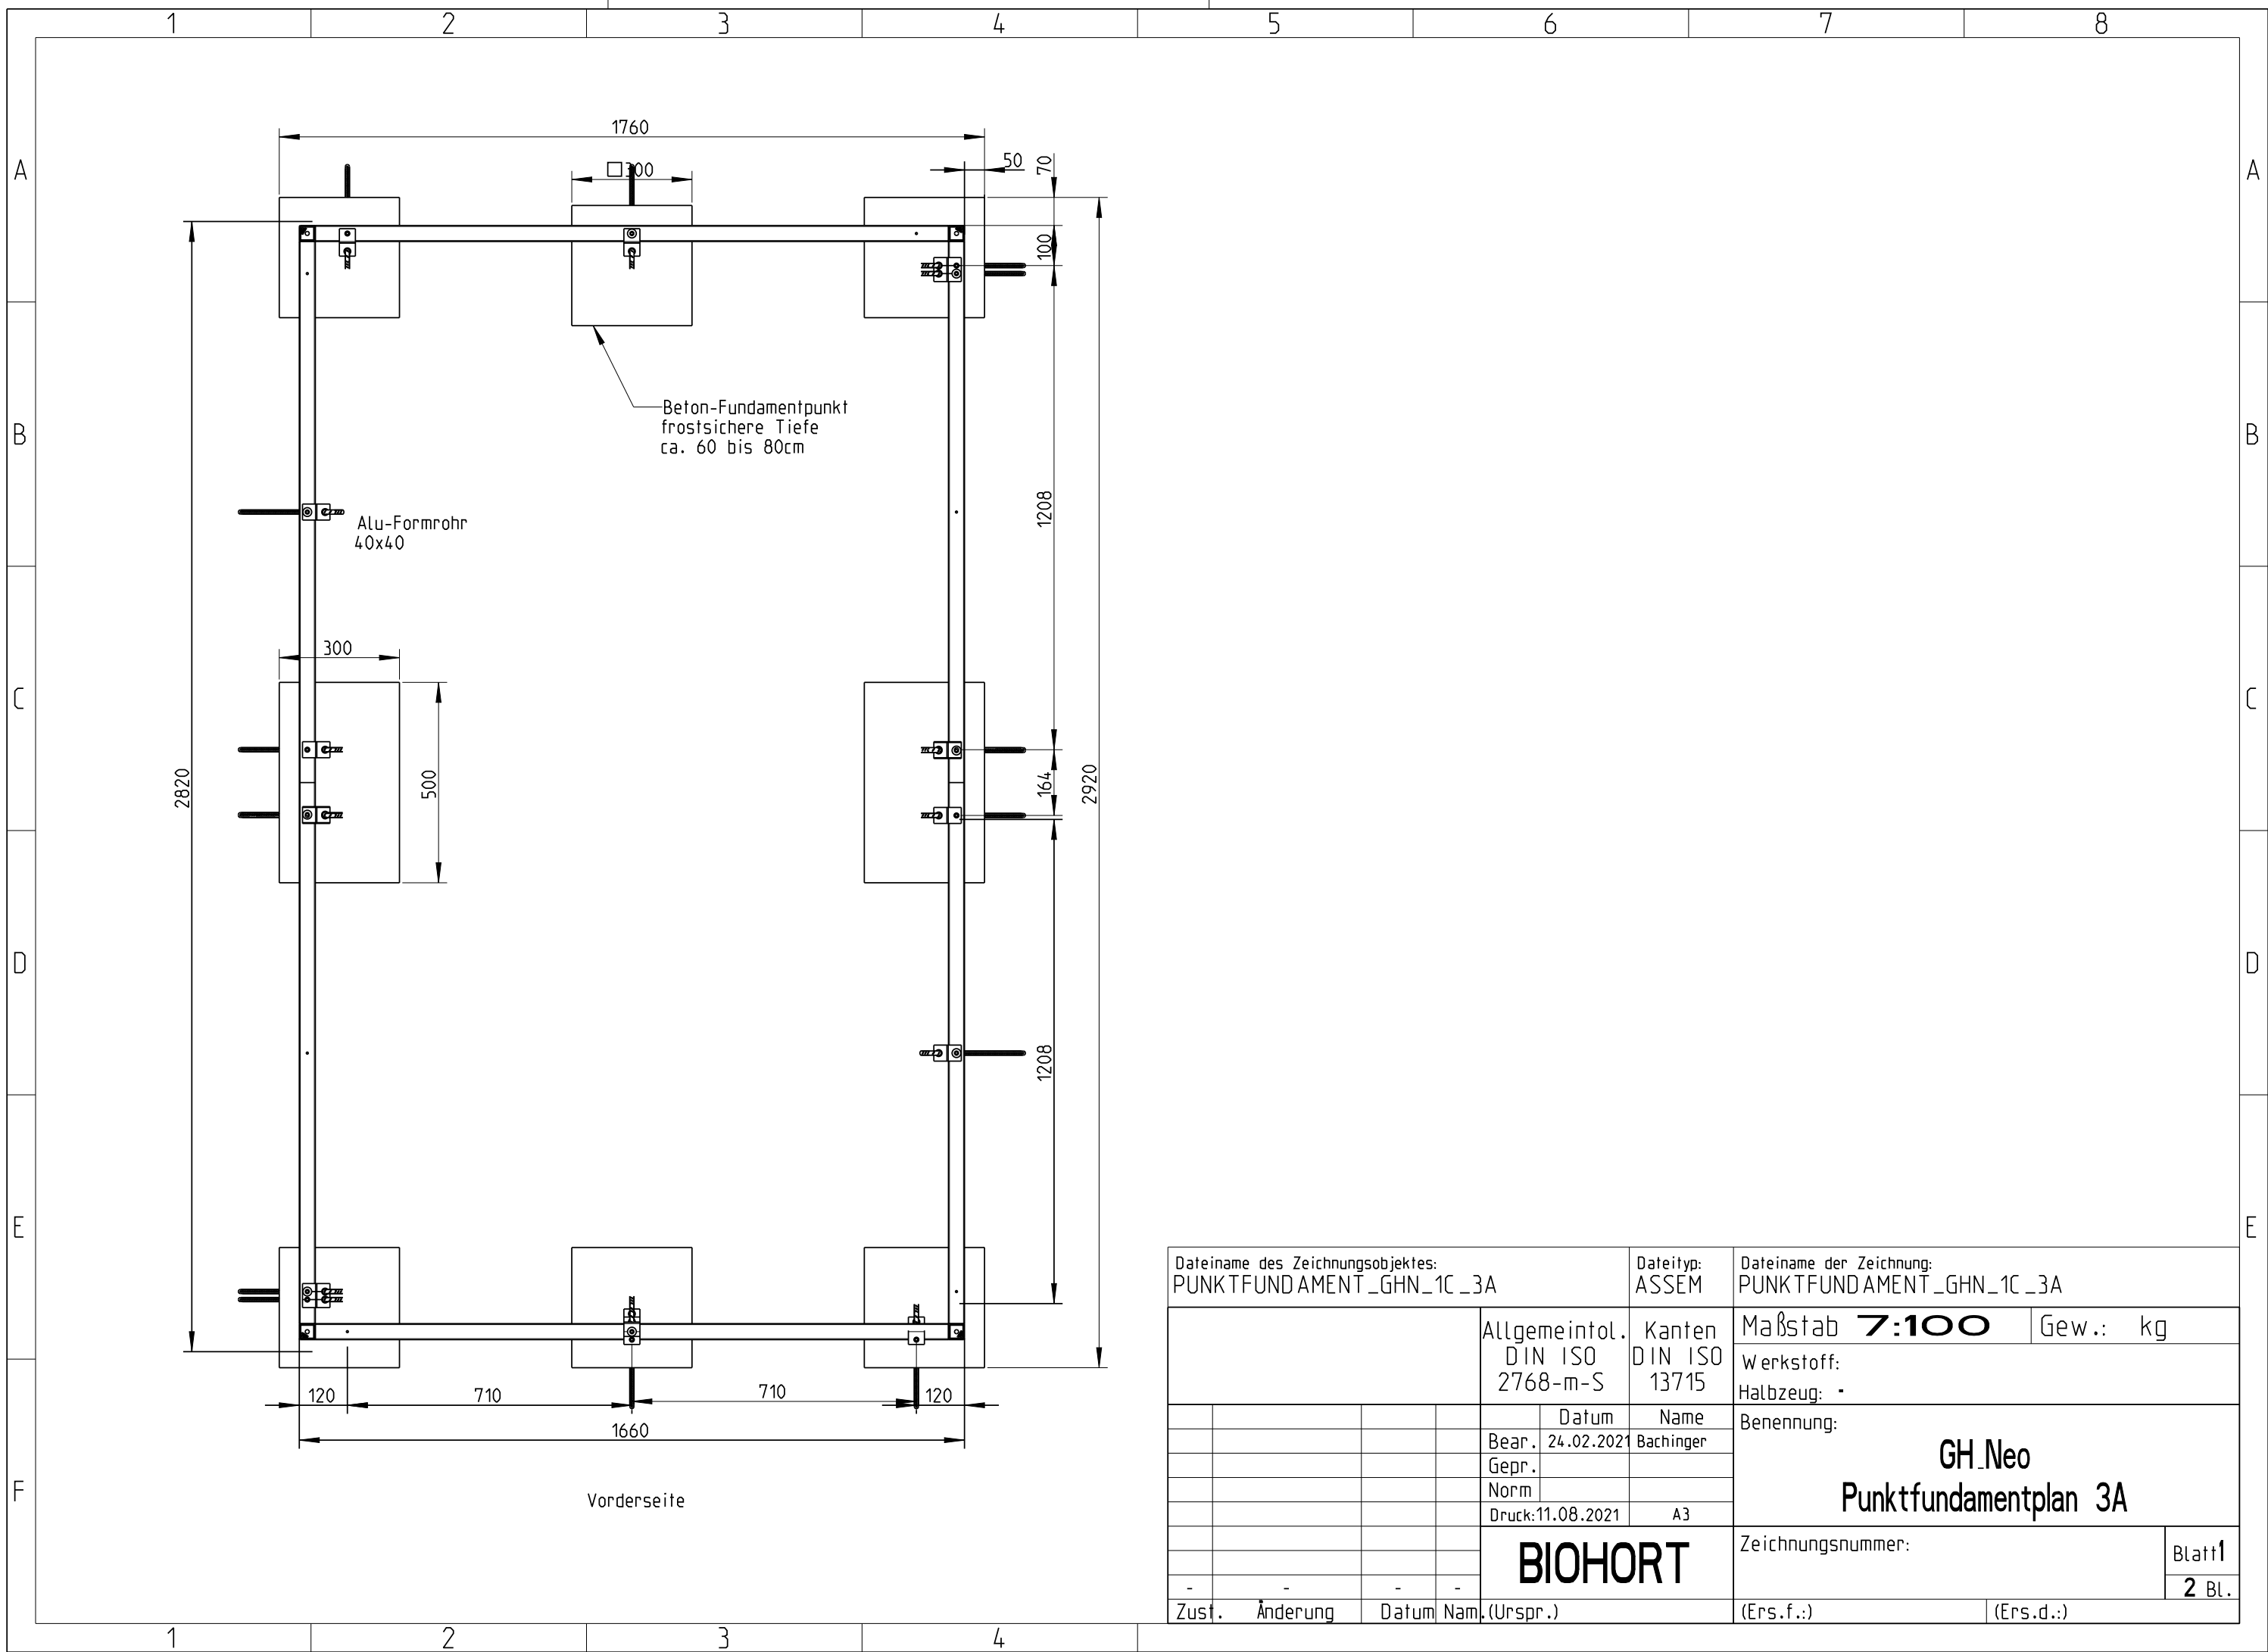 1 2 3 4 5 6 7 8
A A
1760
□300
50
70
100
B B
Beton-Fundamentpunkt
frostsichere Tiefe
ca. 60 bis 80cm
1208
Alu-Formrohr
40x40
300
C C
2820
500
164
2920
D D
1208
E E
120 710 710 120
1660
F
Vorderseite
Dateiname des Zeichnungsobjektes:
PUNKTFUNDAMENT_GHN_1C_3A
Dateityp:
ASSEM
Dateiname der Zeichnung:
PUNKTFUNDAMENT_GHN_1C_3A
Allgemeintol.
DIN ISO
2768-m-S
Kanten
DIN ISO
13715
Maßstab 7:100
Gew.: kg
Werkstoff:
Halbzeug: -
Datum Name
Bear. 24.02.2021 Bachinger
Gepr.
Norm
Druck:11.08.2021 A3
Benennung:
GH_Neo
Punktfundamentplan 3A
BIOHORT
Zeichnungsnummer:
Blatt1
2 Bl.
- - - -
Zust. Änderung Datum Nam. (Urspr.) (Ers.f.:) (Ers.d.:)
1 2 3 4